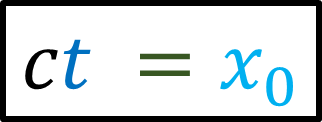 ct = x₀